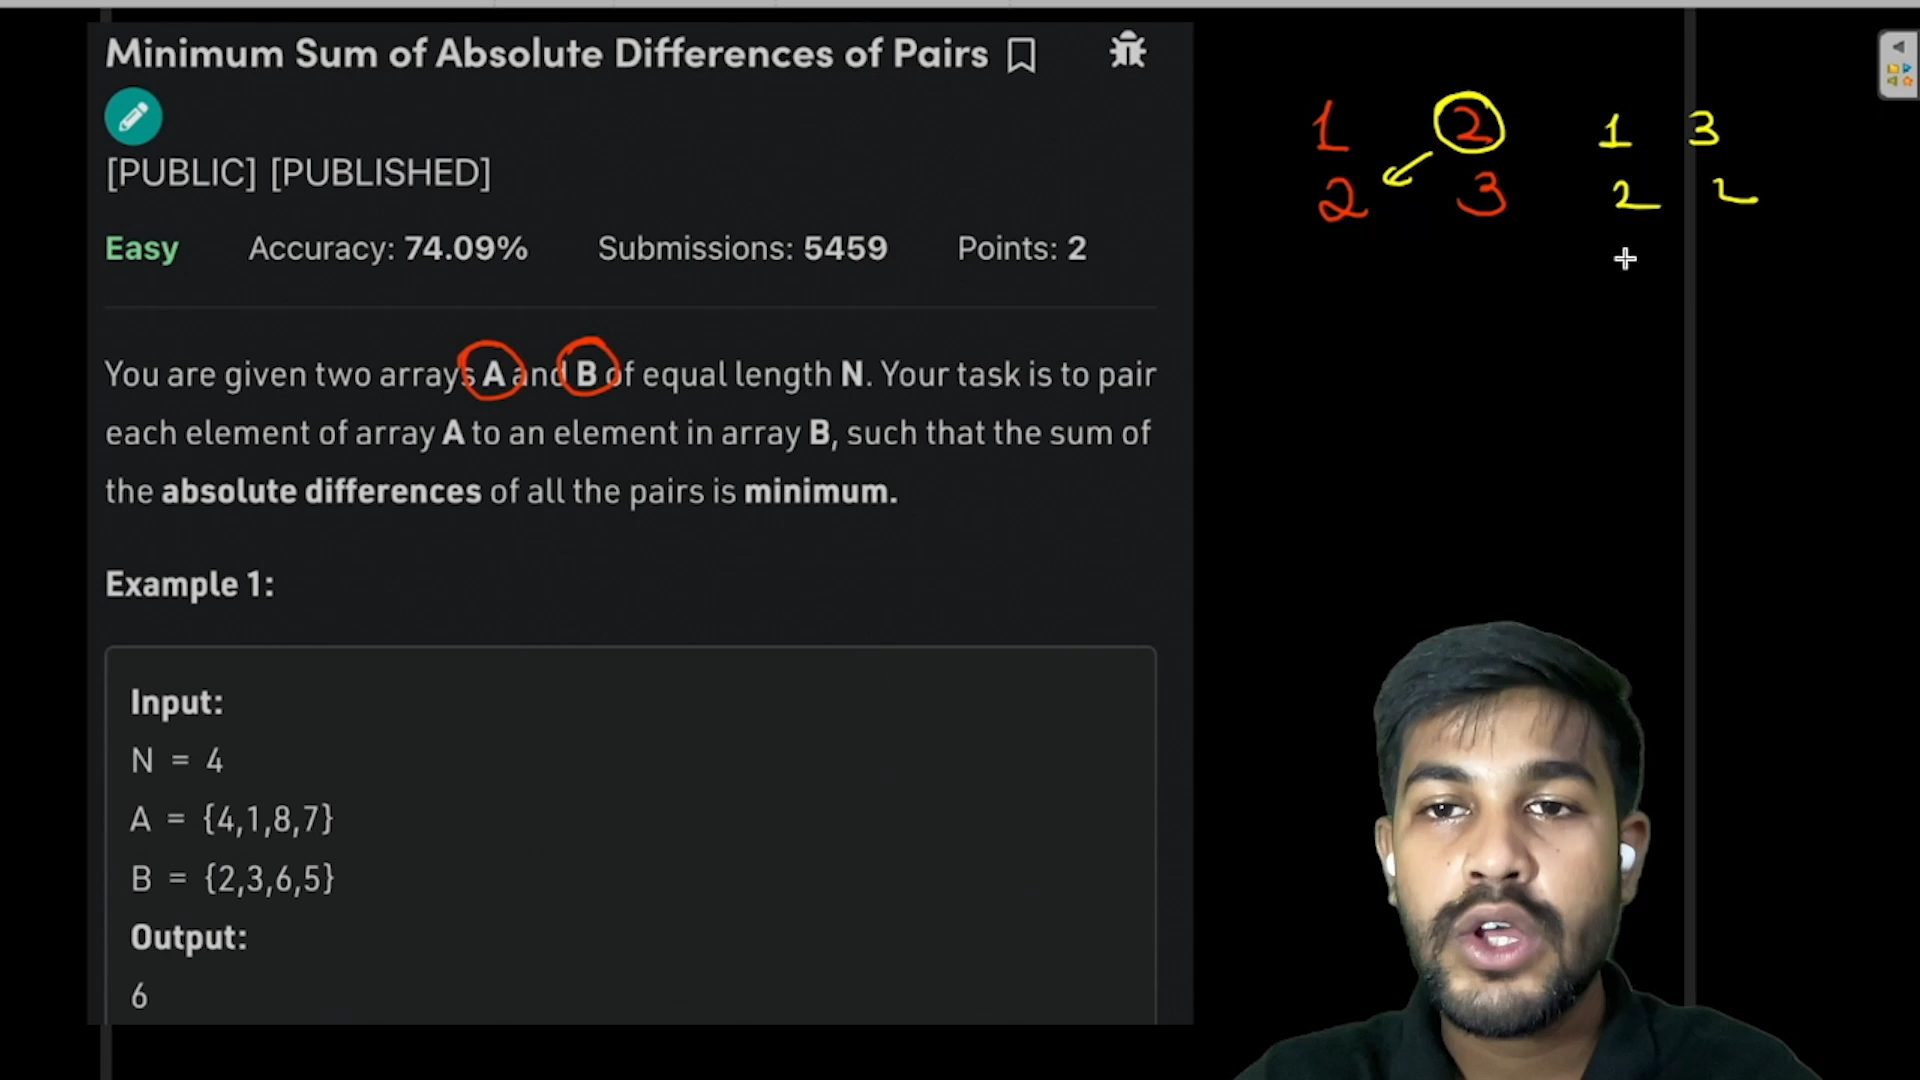 Minimum Sum of Absolute Differences of Pairs
[PUBLIC] [PUBLISHED]
Easy Accuracy: 74.09% Submissions: 5459 Points: 2
You are given two arrays A and B of equal length N. Your task is to pair
each element of array A to an element in array B, such that the sum of
the absolute differences of all the pairs is minimum.
Example 1:
Input:
N = 4
A = {4,1,8,7}
B = {2,3,6,5}
Output:
6
1 2 1 3
2 3 2 2